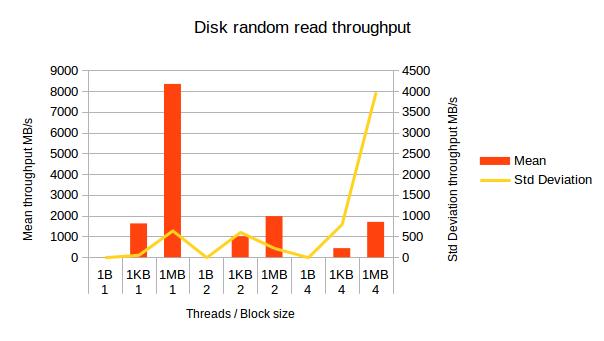 Disk random read throughput
Mean throughput MB/s
9000
8000
7000
6000
5000
4000
3000
2000
1000
0
4500
4000
3500
3000
2500
2000
1500
1000
500
0
Std Deviation throughput MB/s
Mean
Std Deviation
1B 1KB 1MB 1B 1KB 1MB 1B 1KB 1MB
1 1 1 2 2 2 4 4 4
Threads / Block size